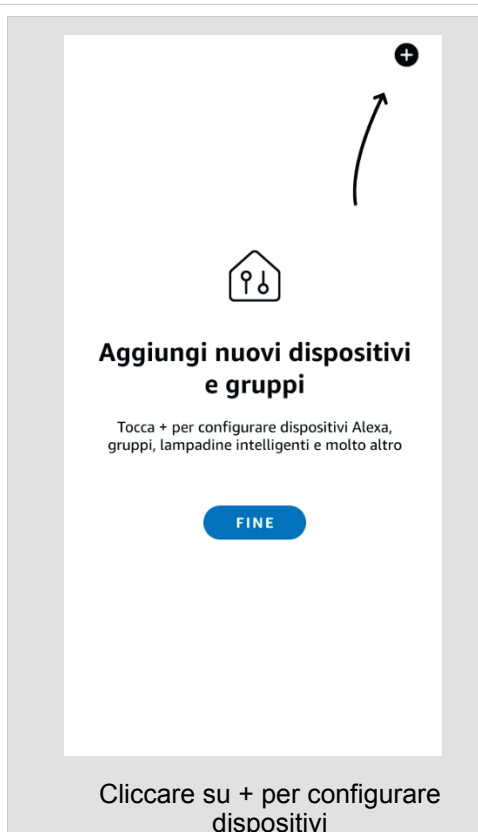 Aggiungi nuovi dispositivi
e gruppi
Tocca + per configurare dispositivi Alexa,
gruppi, lampadine intelligenti e molto altro
FINE
Cliccare su + per configurare
dispositivi